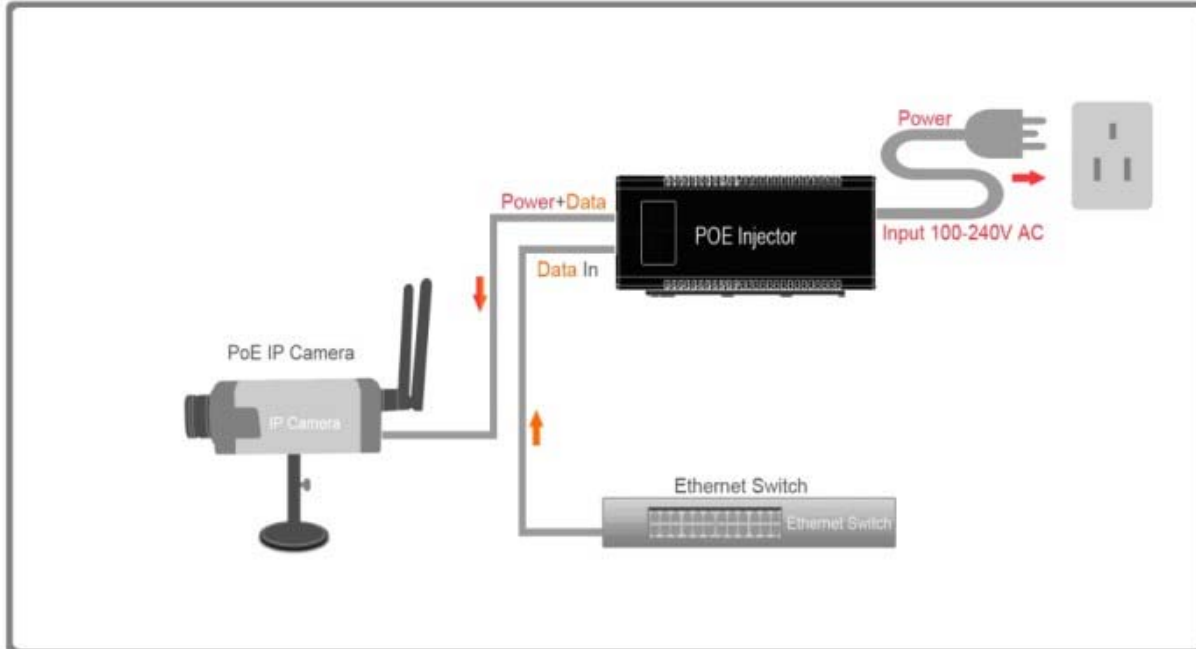 Power
Power+Data
POE Injector
Input 100-240V AC
Data In
PoE IP Camera
IP Camera
Ethernet Switch
Ethernet Switch